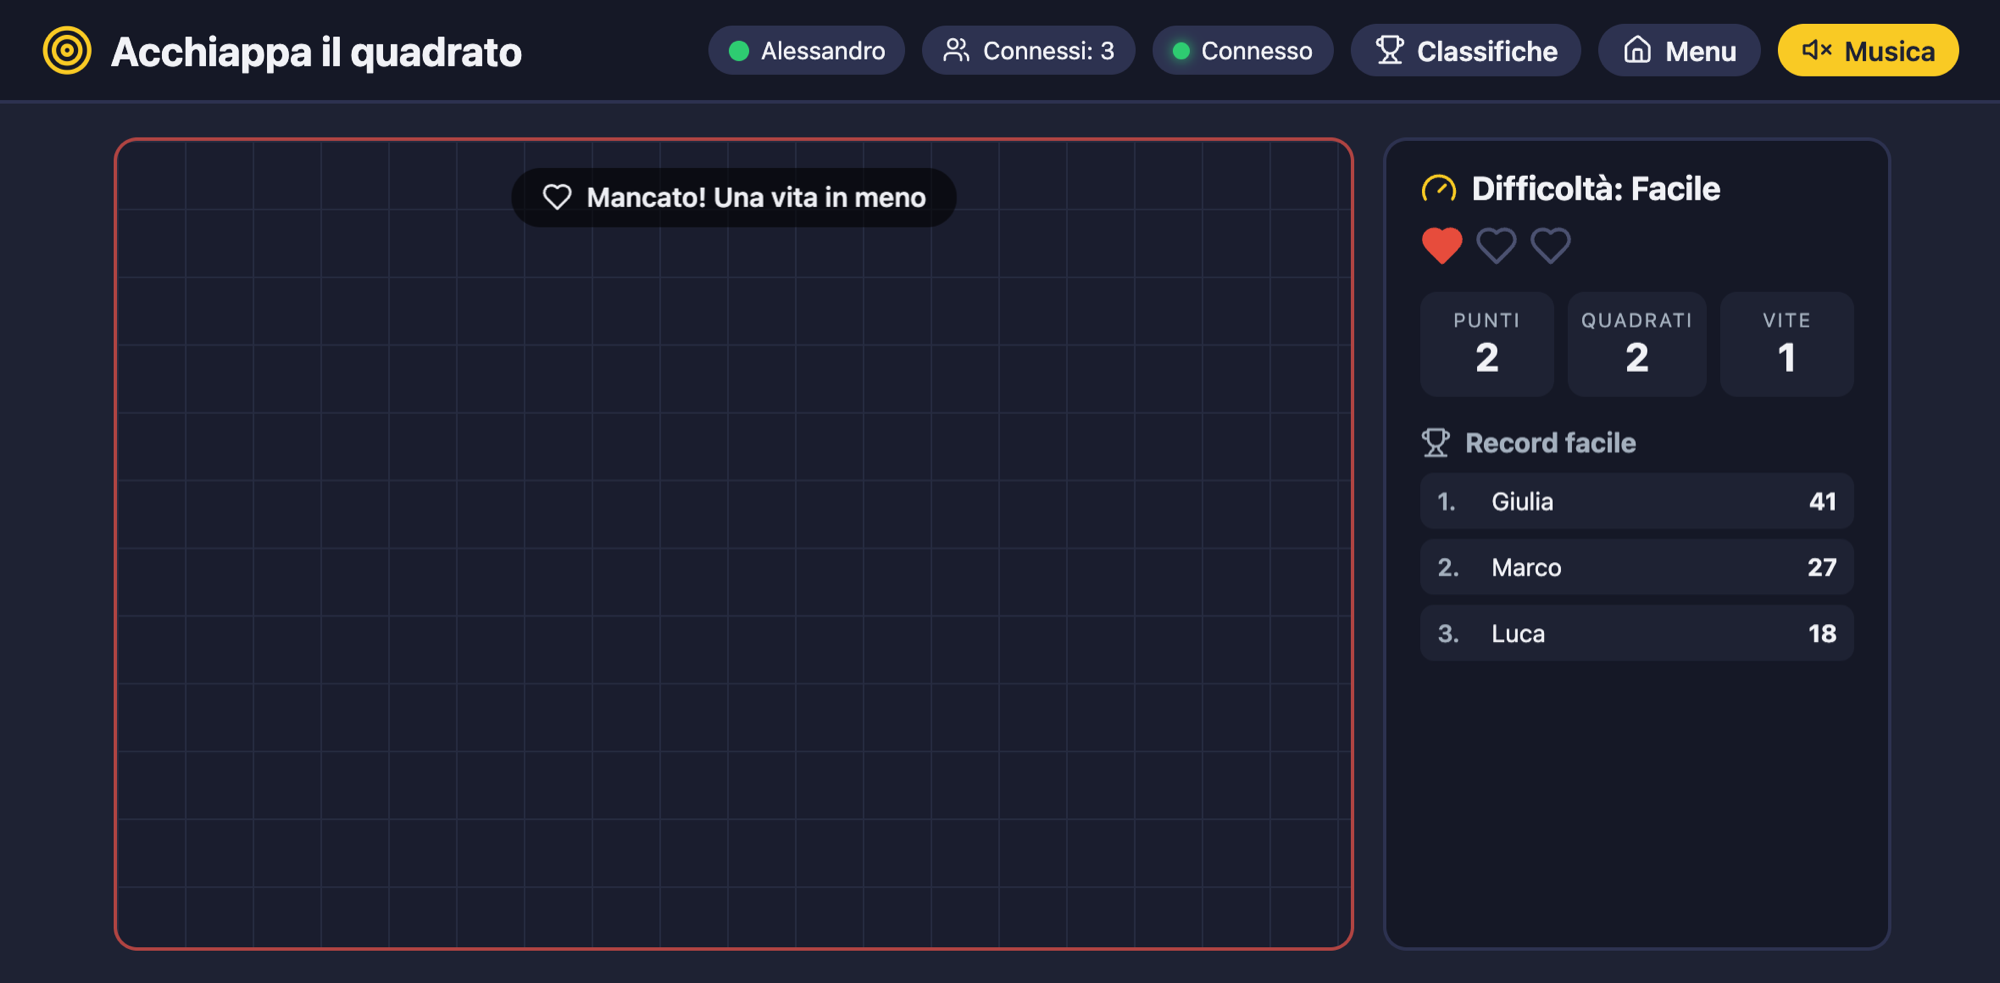 Acchiappa il quadrato
Alessandro
Connessi: 3
Connesso
Classifiche
Menu
Musica
Mancato! Una vita in meno
Difficoltà: Facile
PUNTI
2
QUADRATI
2
VITE
1
Record facile
1. Giulia 41
2. Marco 27
3. Luca 18